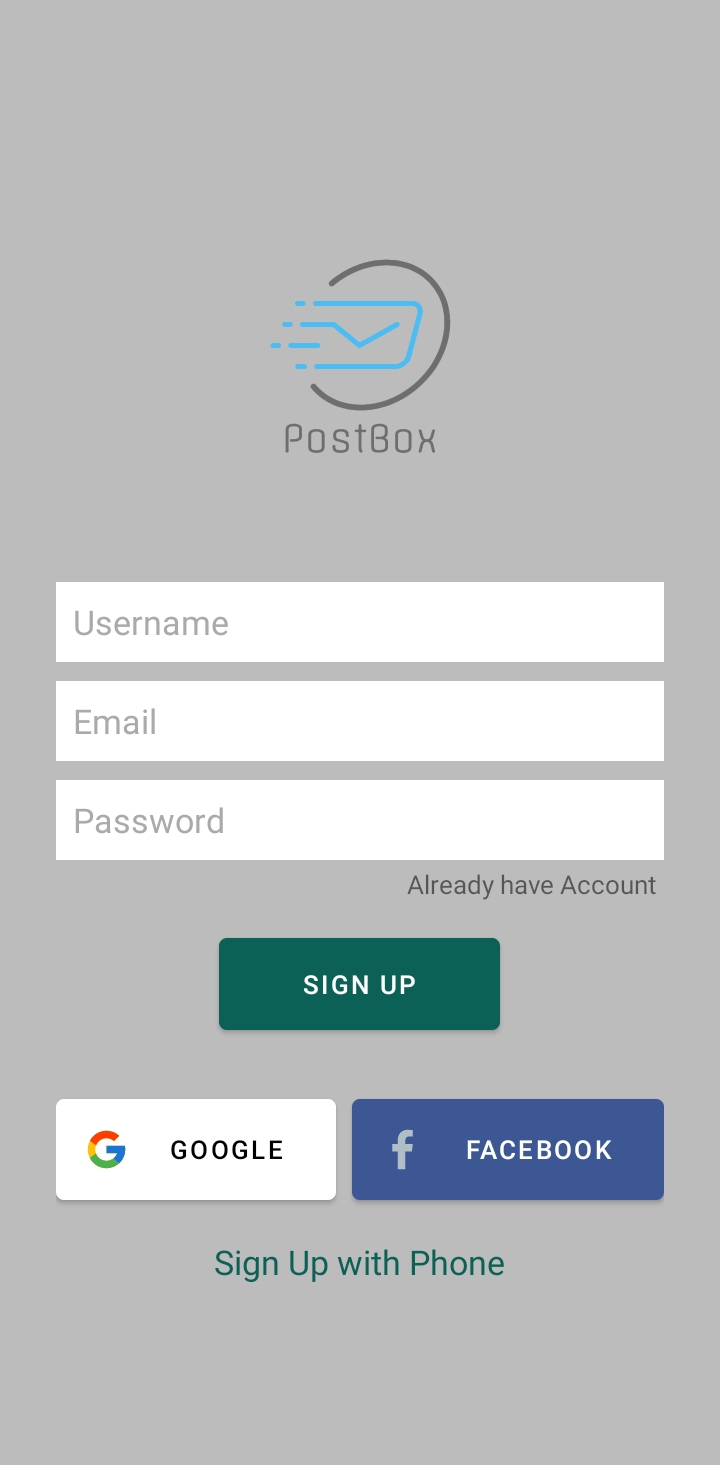 PostBox
Username
Email
Password
Already have Account
SIGN UP
GOOGLE
FACEBOOK
Sign Up with Phone